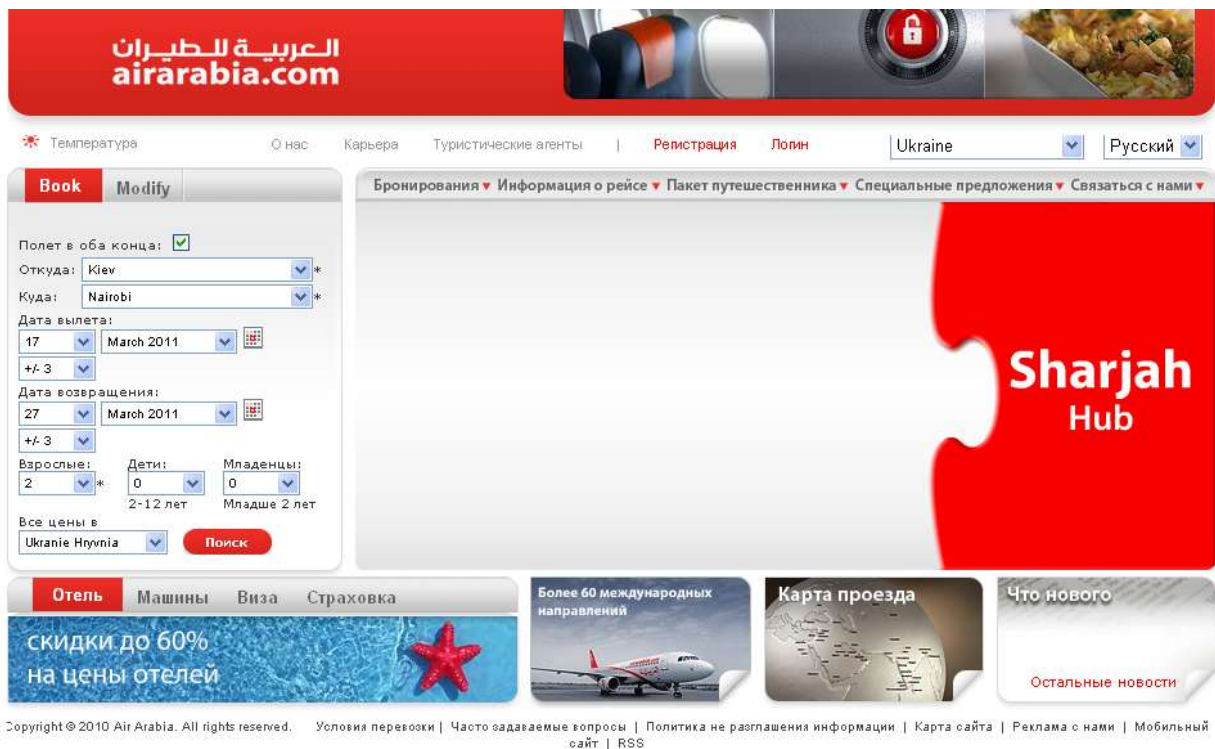 العربية للطيران
airarabia.com
Температура О нас Карьера Туристические агенты | Регистрация Логин Ukraine Русский
Book Modify
Бронирования Информация о рейсе Пакет путешественника Специальные предложения Связаться с нами
Полет в оба конца:
Откуда: Kiev *
Куда: Nairobi *
Дата вылета:
17 March 2011
+/- 3
Дата возвращения:
27 March 2011
+/- 3
Взрослые: Дети: Младенцы:
2 * 0 0
2-12 лет Младше 2 лет
Все цены в
Ukranie Hryvnia Поиск
Sharjah
Hub
Отель Машины Виза Страховка
скидки до 60%
на цены отелей
Более 60 международных
направлений
Карта проезда
Что нового
Остальные новости
Copyright © 2010 Air Arabia. All rights reserved. Условия перевозки | Часто задаваемые вопросы | Политика не разглашения информации | Карта сайта | Реклама с нами | Мобильный
сайт | RSS